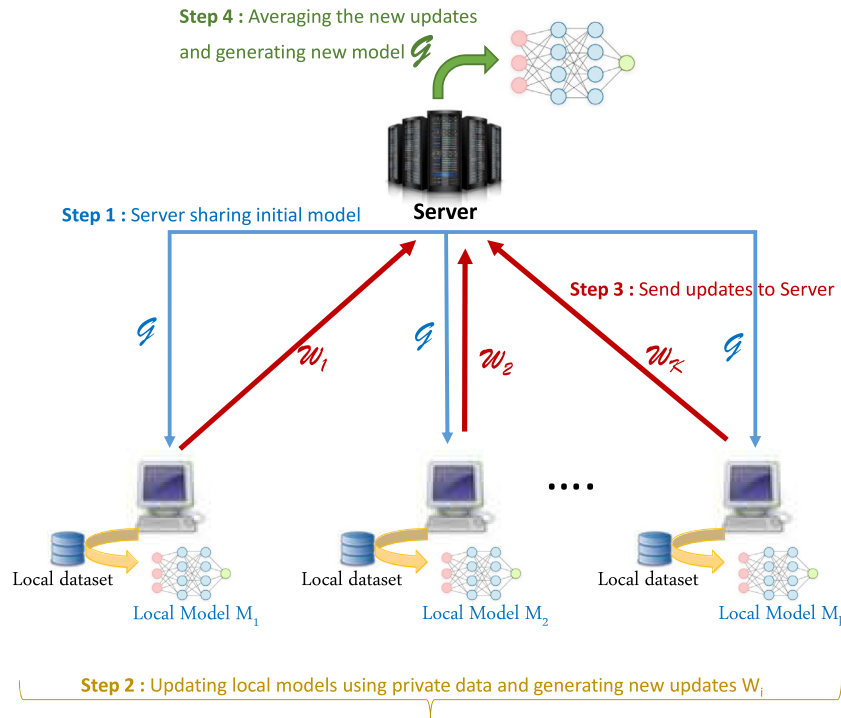 Step 4 : Averaging the new updates
and generating new model G
Server
Step 1 : Server sharing initial model
Step 3 : Send updates to Server
G
G
G
W1
W2
WK
....
Local dataset
Local dataset
Local dataset
Local Model M1
Local Model M2
Local Model M
Step 2 : Updating local models using private data and generating new updates Wi